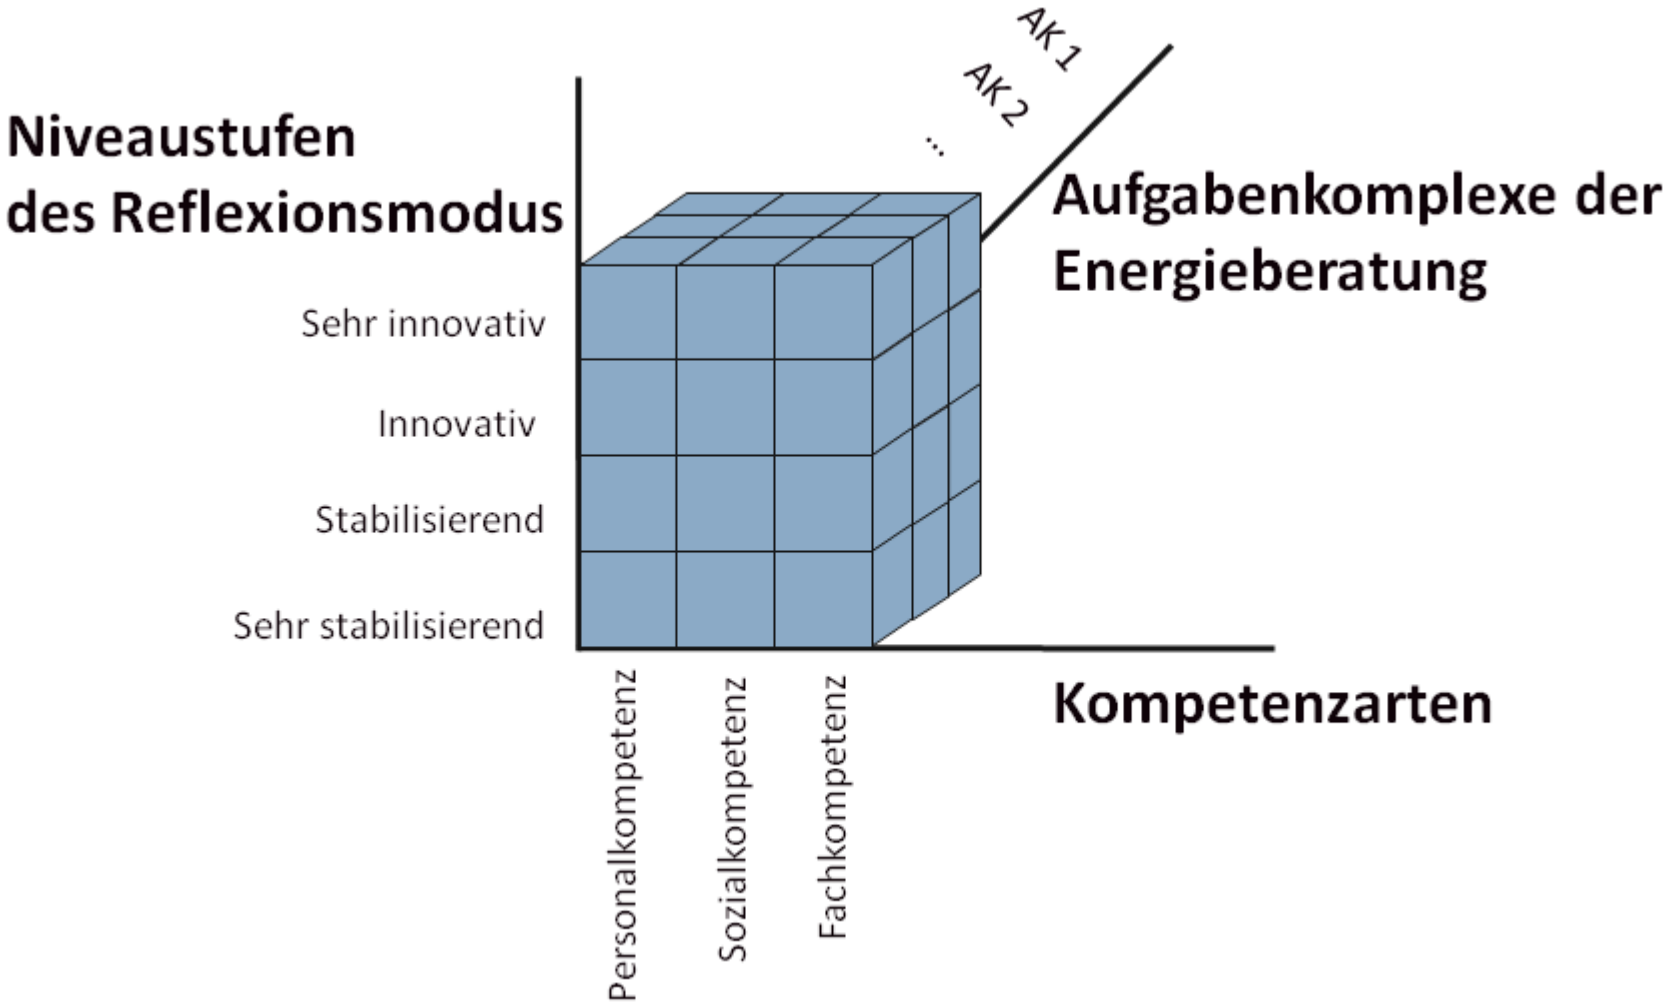 AK 1
AK 2
...
Niveaustufen
des Reflexionsmodus
Aufgabenkomplexe der
Energieberatung
Sehr innovativ
Innovativ
Stabilisierend
Sehr stabilisierend
Kompetenzarten
Personalkompetenz
Sozialkompetenz
Fachkompetenz